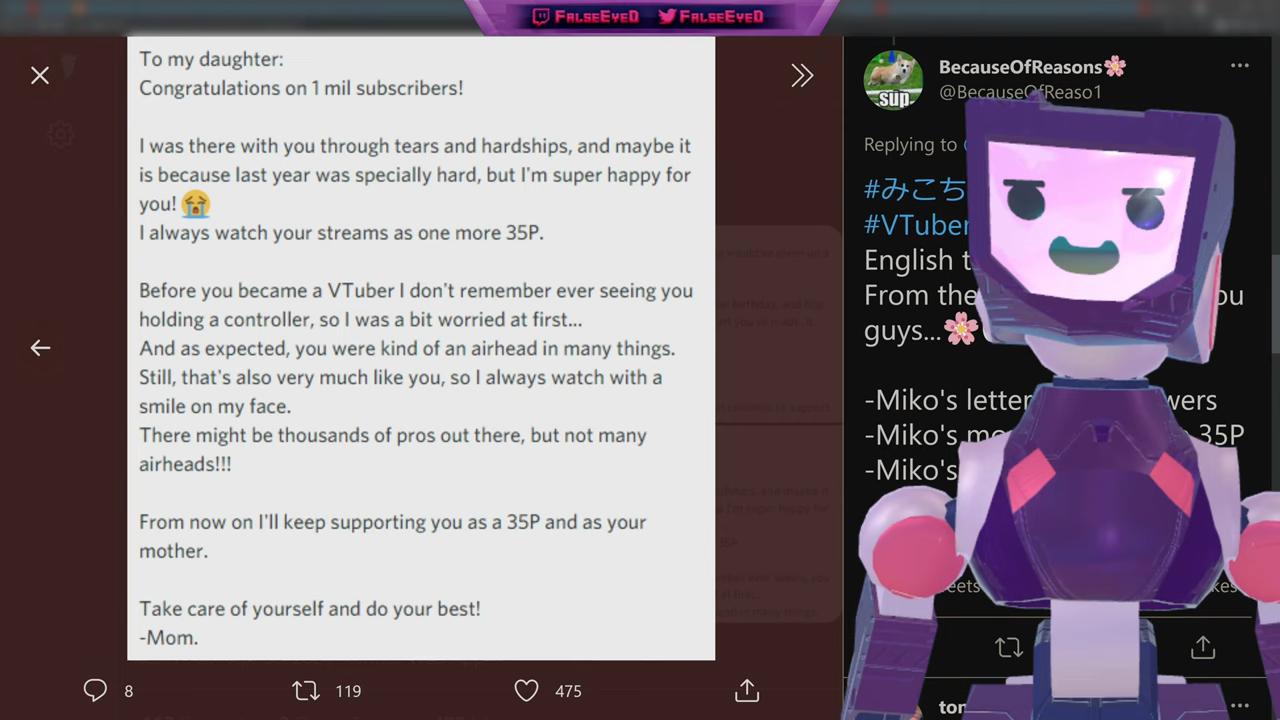 FalseEyeD FalseEyeD
To my daughter:
Congratulations on 1 mil subscribers!
I was there with you through tears and hardships, and maybe it
is because last year was specially hard, but I'm super happy for
you! 😭
I always watch your streams as one more 35P.
Before you became a VTuber I don't remember ever seeing you
holding a controller, so I was a bit worried at first...
And as expected, you were kind of an airhead in many things.
Still, that's also very much like you, so I always watch with a
smile on my face.
There might be thousands of pros out there, but not many
airheads!!!
From now on I'll keep supporting you as a 35P and as your
mother.
Take care of yourself and do your best!
-Mom.
8 119 475
BecauseOfReasons🌸
@BecauseOfReaso1
sup
Replying to
#みこち
#VTuber
English
From the
guys...🌸
-Miko's letter
-Miko's 35P
-Miko's